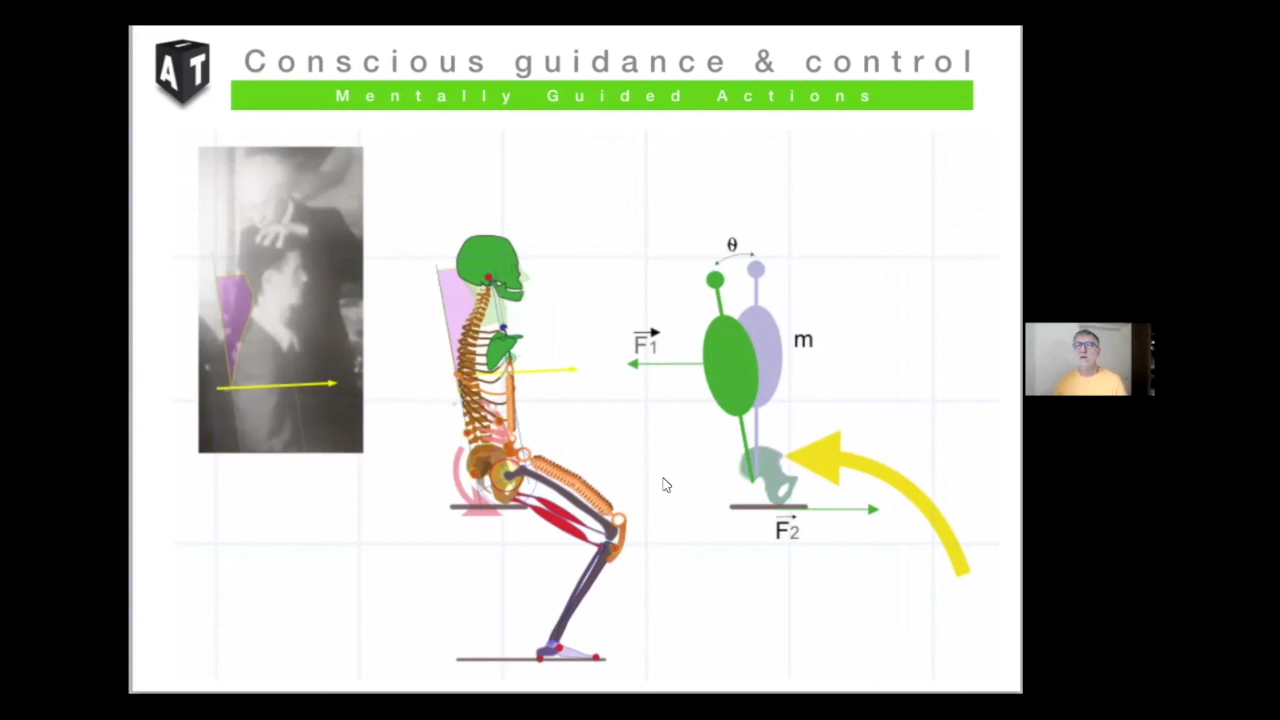 AT
Conscious guidance & control
Mentally Guided Actions
θ
F1
m
F2